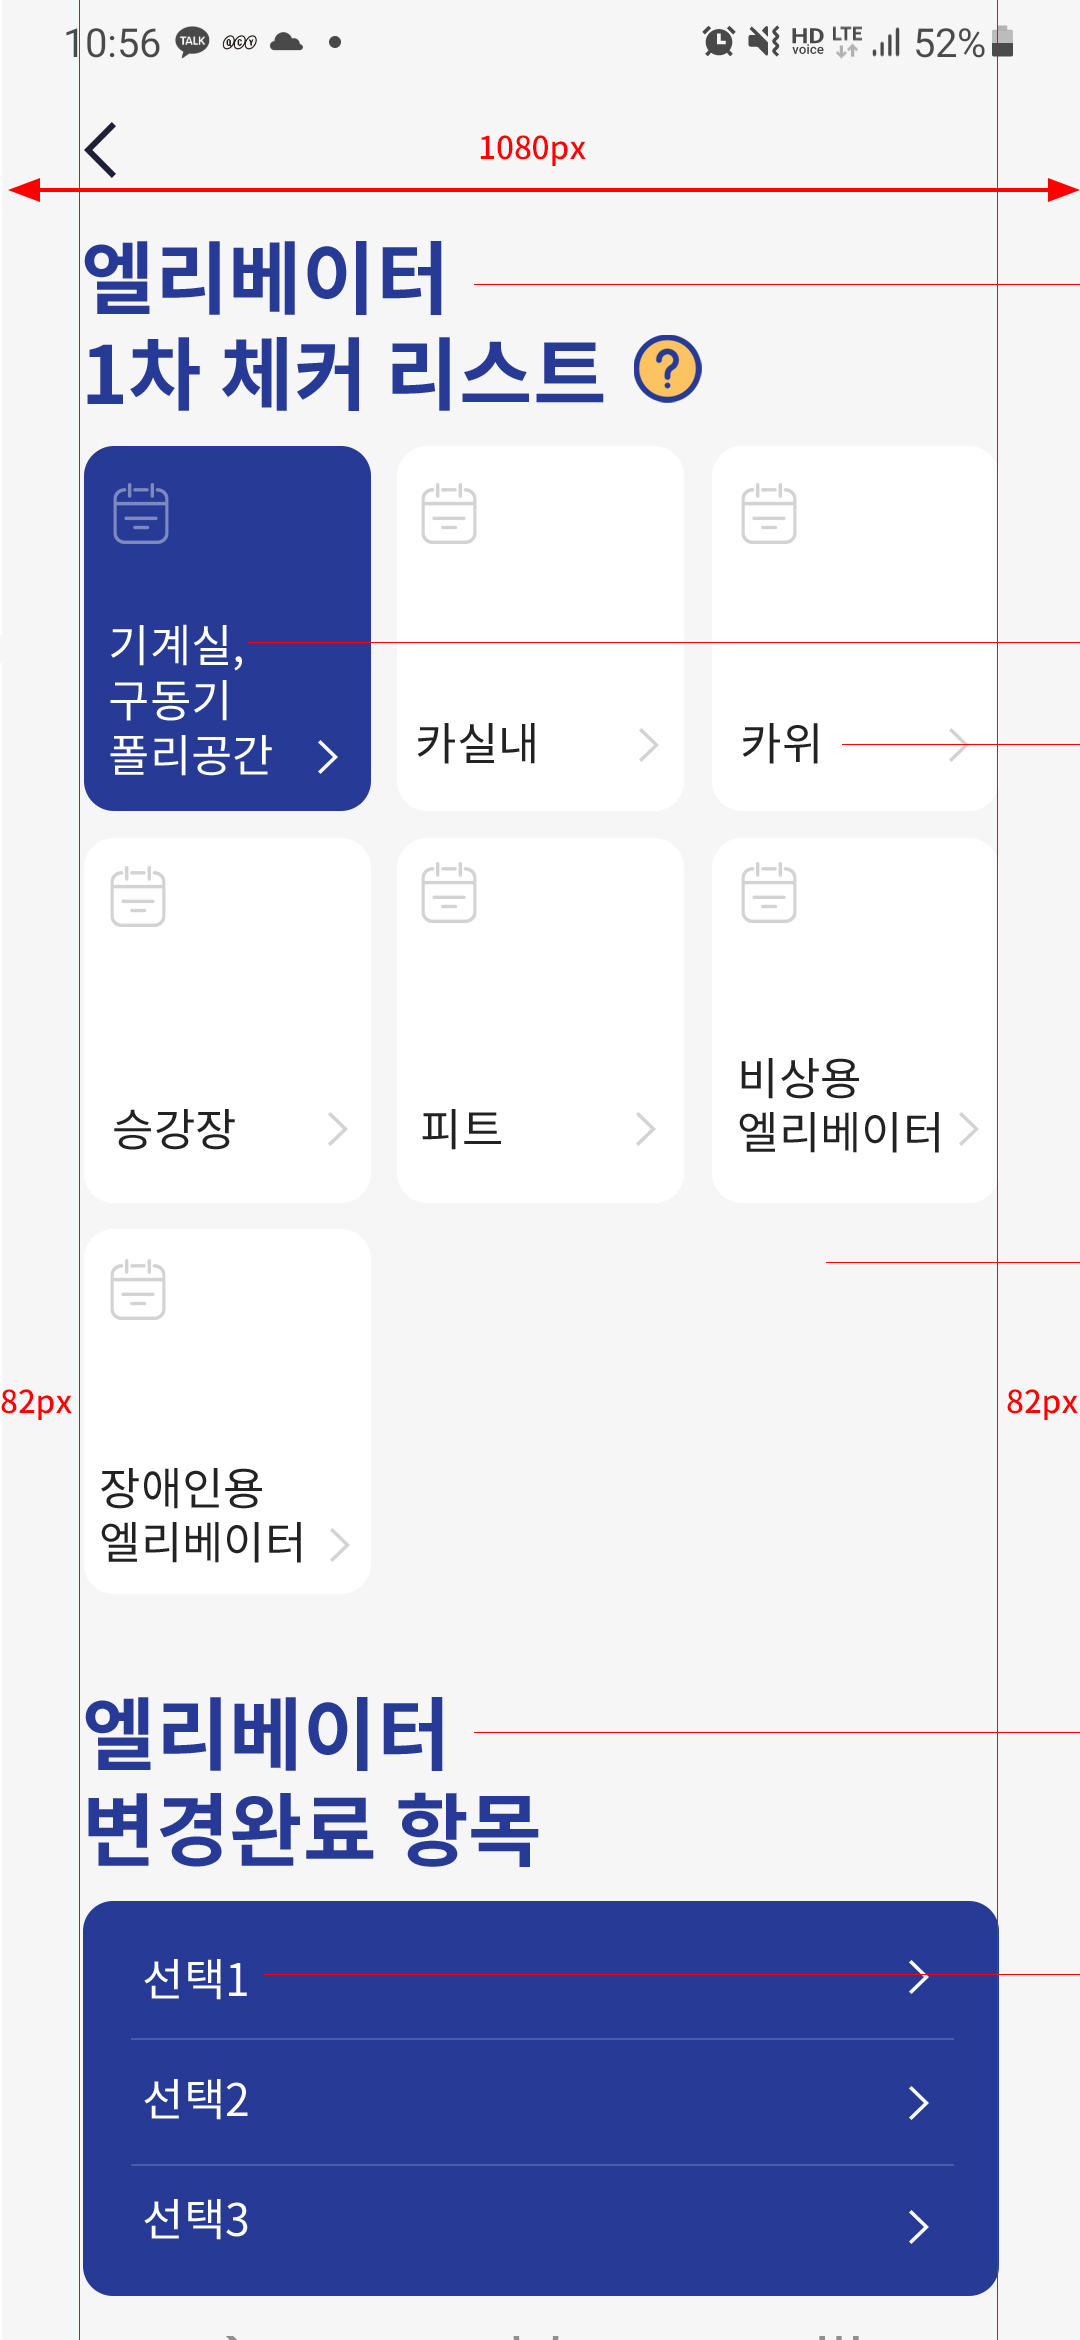 10:56 TALK QCY HD voice LTE 52%
1080px
엘리베이터
1차 체커 리스트 ?
기계실,
구동기
폴리공간
카실내
카위
승강장
피트
비상용
엘리베이터
82px
82px
장애인용
엘리베이터
엘리베이터
변경완료 항목
선택1
선택2
선택3